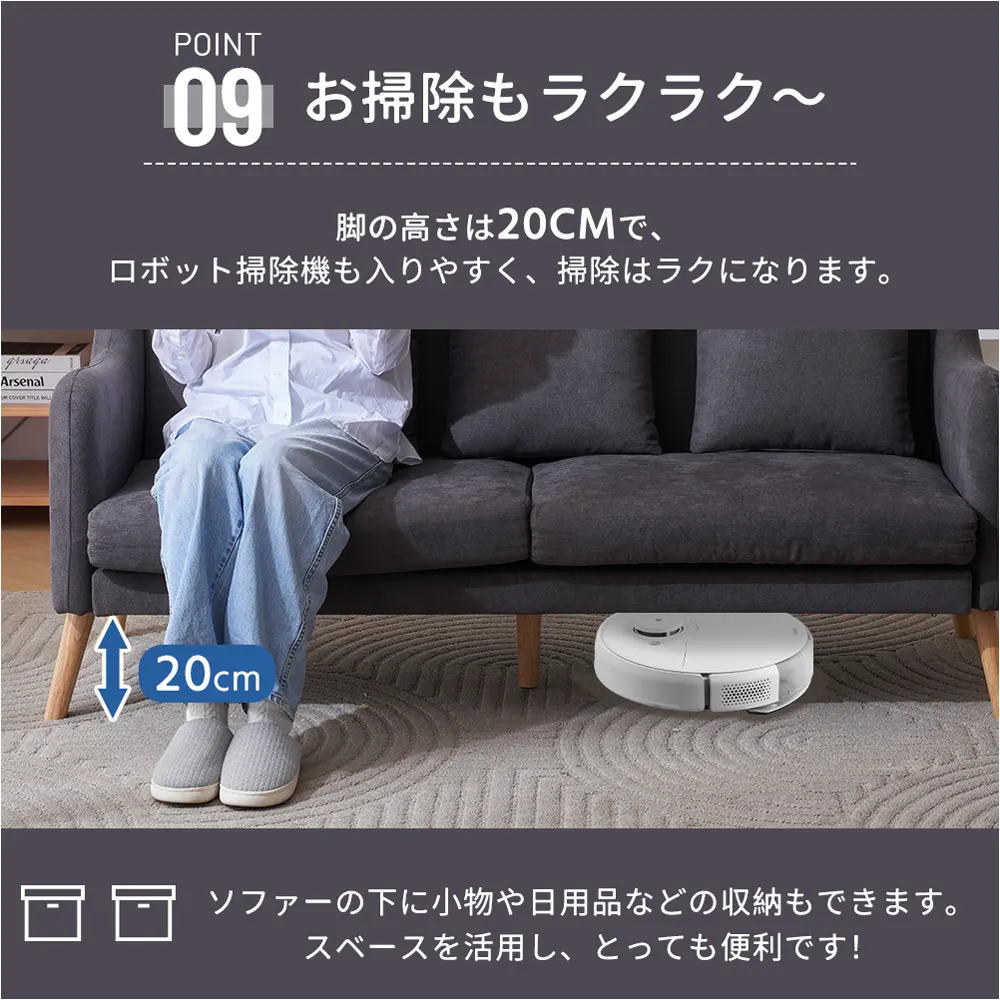 POINT
09
お掃除もラクラク～
脚の高さは20CMで、
ロボット掃除機も入りやすく、掃除はラクになります。
Arsenal
20cm
ソファーの下に小物や日用品などの収納もできます。
スペースを活用し、とっても便利です!